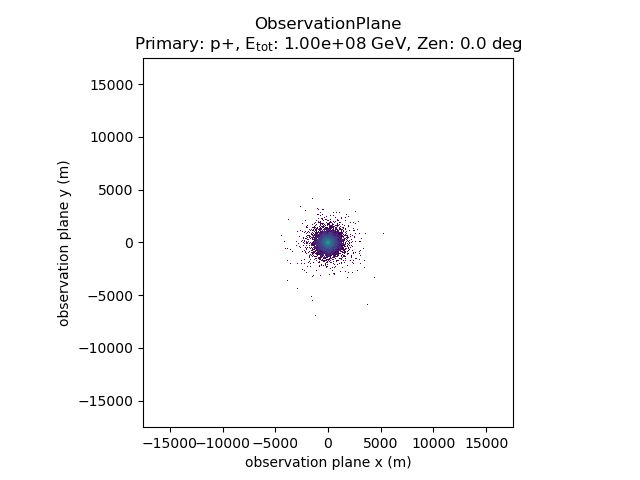 ObservationPlane
Primary: p+, Etot: 1.00e+08 GeV, Zen: 0.0 deg
observation plane y (m)
15000
10000
5000
0
−5000
−10000
−15000
−15000 −10000 −5000 0 5000 10000 15000
observation plane x (m)